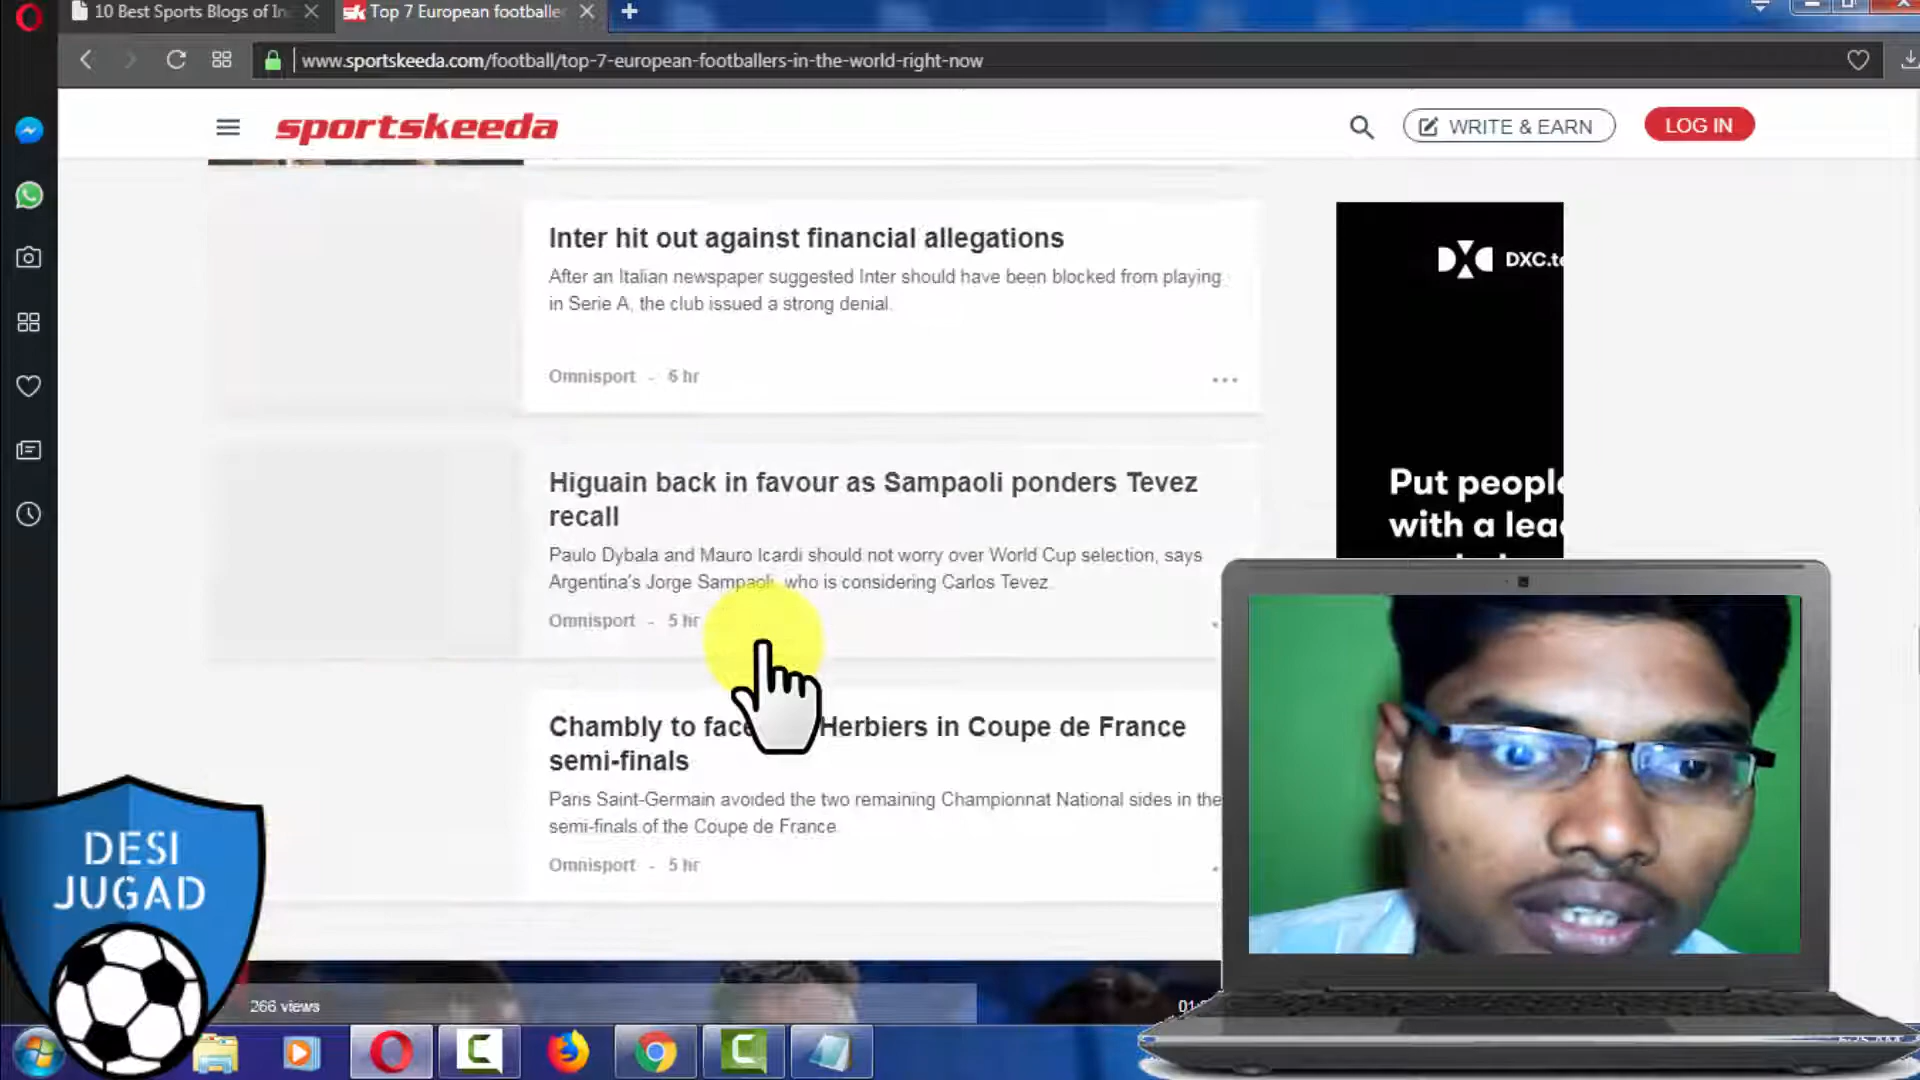 10 Best Sports Blogs of In
Top 7 European footballe
www.sportskeeda.com/football/top-7-european-footballers-in-the-world-right-now
sportskeeda
WRITE & EARN
LOG IN
Inter hit out against financial allegations
After an Italian newspaper suggested Inter should have been blocked from playing
in Serie A, the club issued a strong denial.
Omnisport - 6 hr
DXC.te
Put people
with a lea
Higuain back in favour as Sampaoli ponders Tevez
recall
Paulo Dybala and Mauro Icardi should not worry over World Cup selection, says
Argentina's Jorge Sampaoli, who is considering Carlos Tevez.
Omnisport - 5 hr
Chambly to face Herbiers in Coupe de France
semi-finals
Paris Saint-Germain avoided the two remaining Championnat National sides in the
semi-finals of the Coupe de France
Omnisport - 5 hr
DESI
JUGAD
266 views